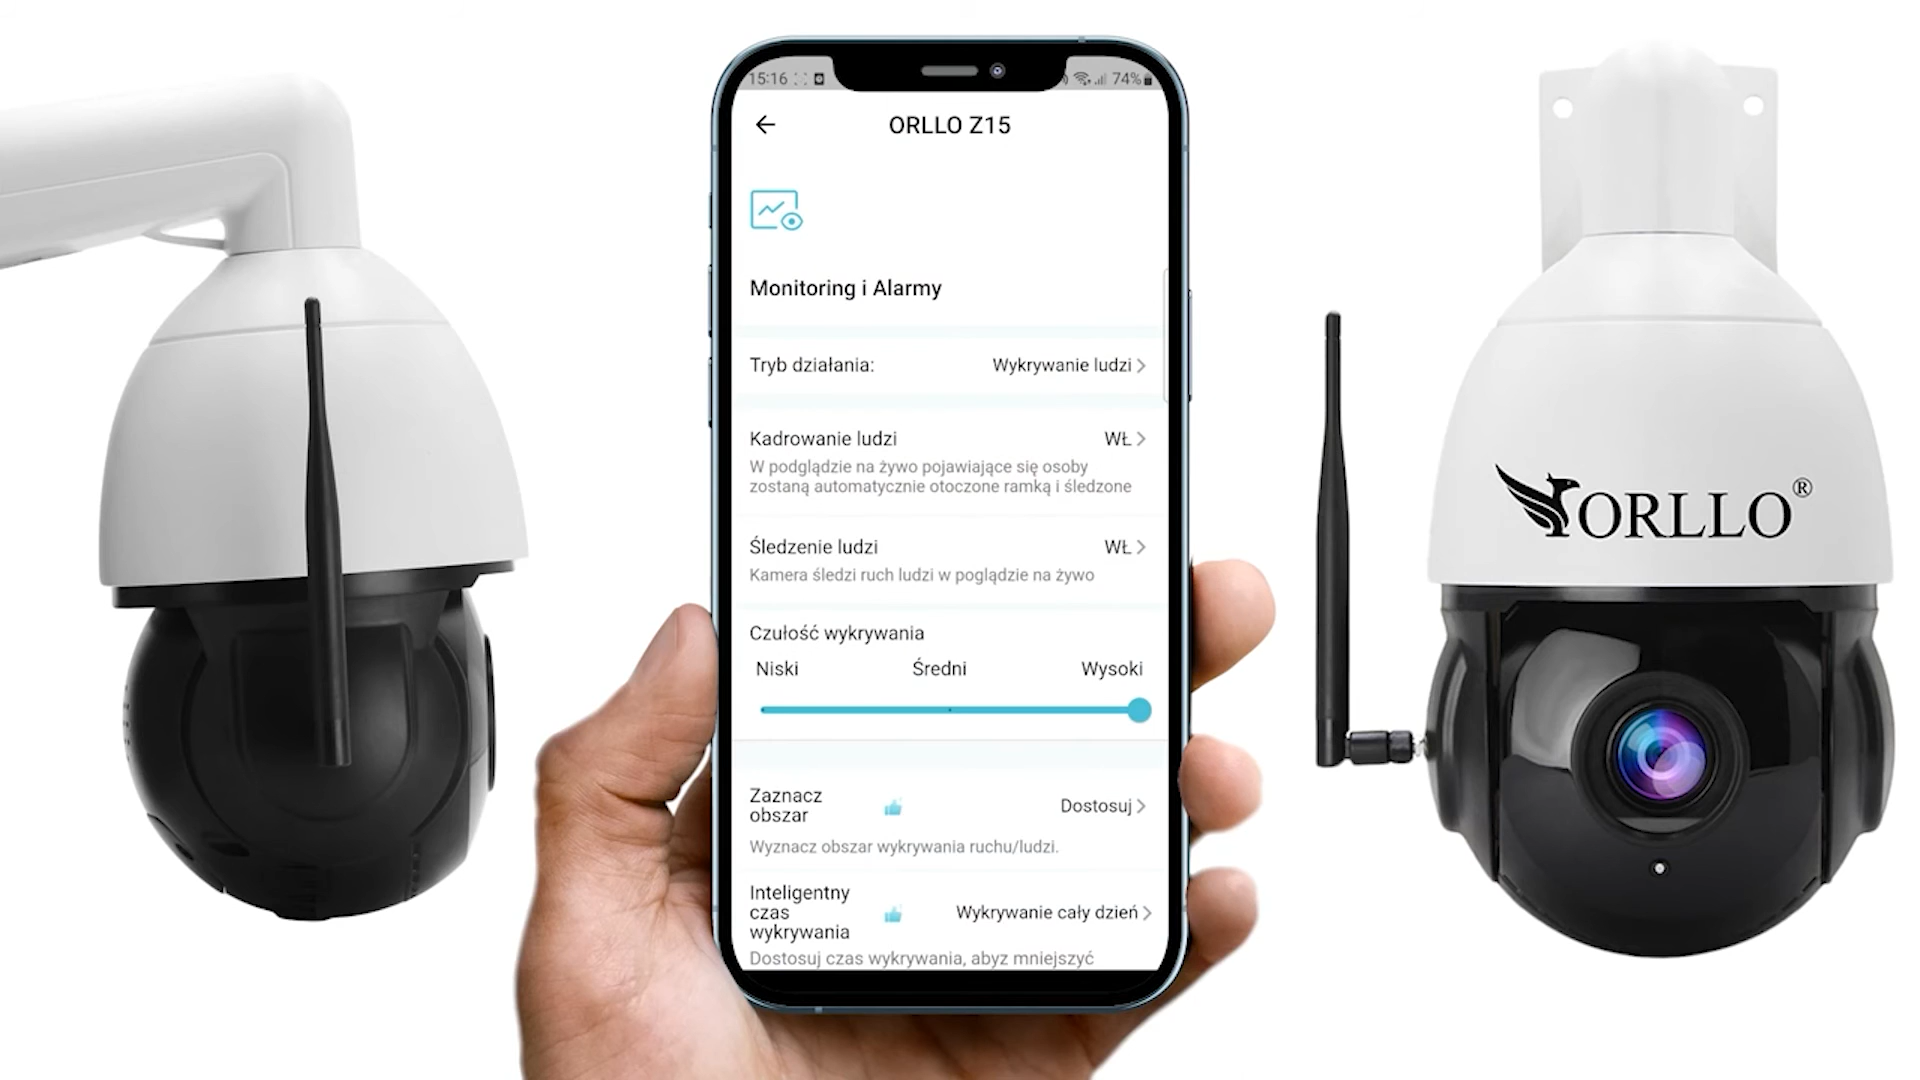 15:16
74%
ORLLO Z15
Monitoring i Alarmy
Tryb działania:
Wykrywanie ludzi
Kadrowanie ludzi
WŁ
W podglądzie na żywo pojawiające się osoby
zostaną automatycznie otoczone ramką i śledzone
Śledzenie ludzi
WŁ
Kamera śledzi ruch ludzi w poglądzie na żywo
Czułość wykrywania
Niski
Średni
Wysoki
Zaznacz
obszar
Dostosuj
Wyznacz obszar wykrywania ruchu/ludzi.
Inteligentny
czas
wykrywania
Wykrywanie cały dzień
Dostosuj czas wykrywania, abyz mniejszyć
ORLLO®